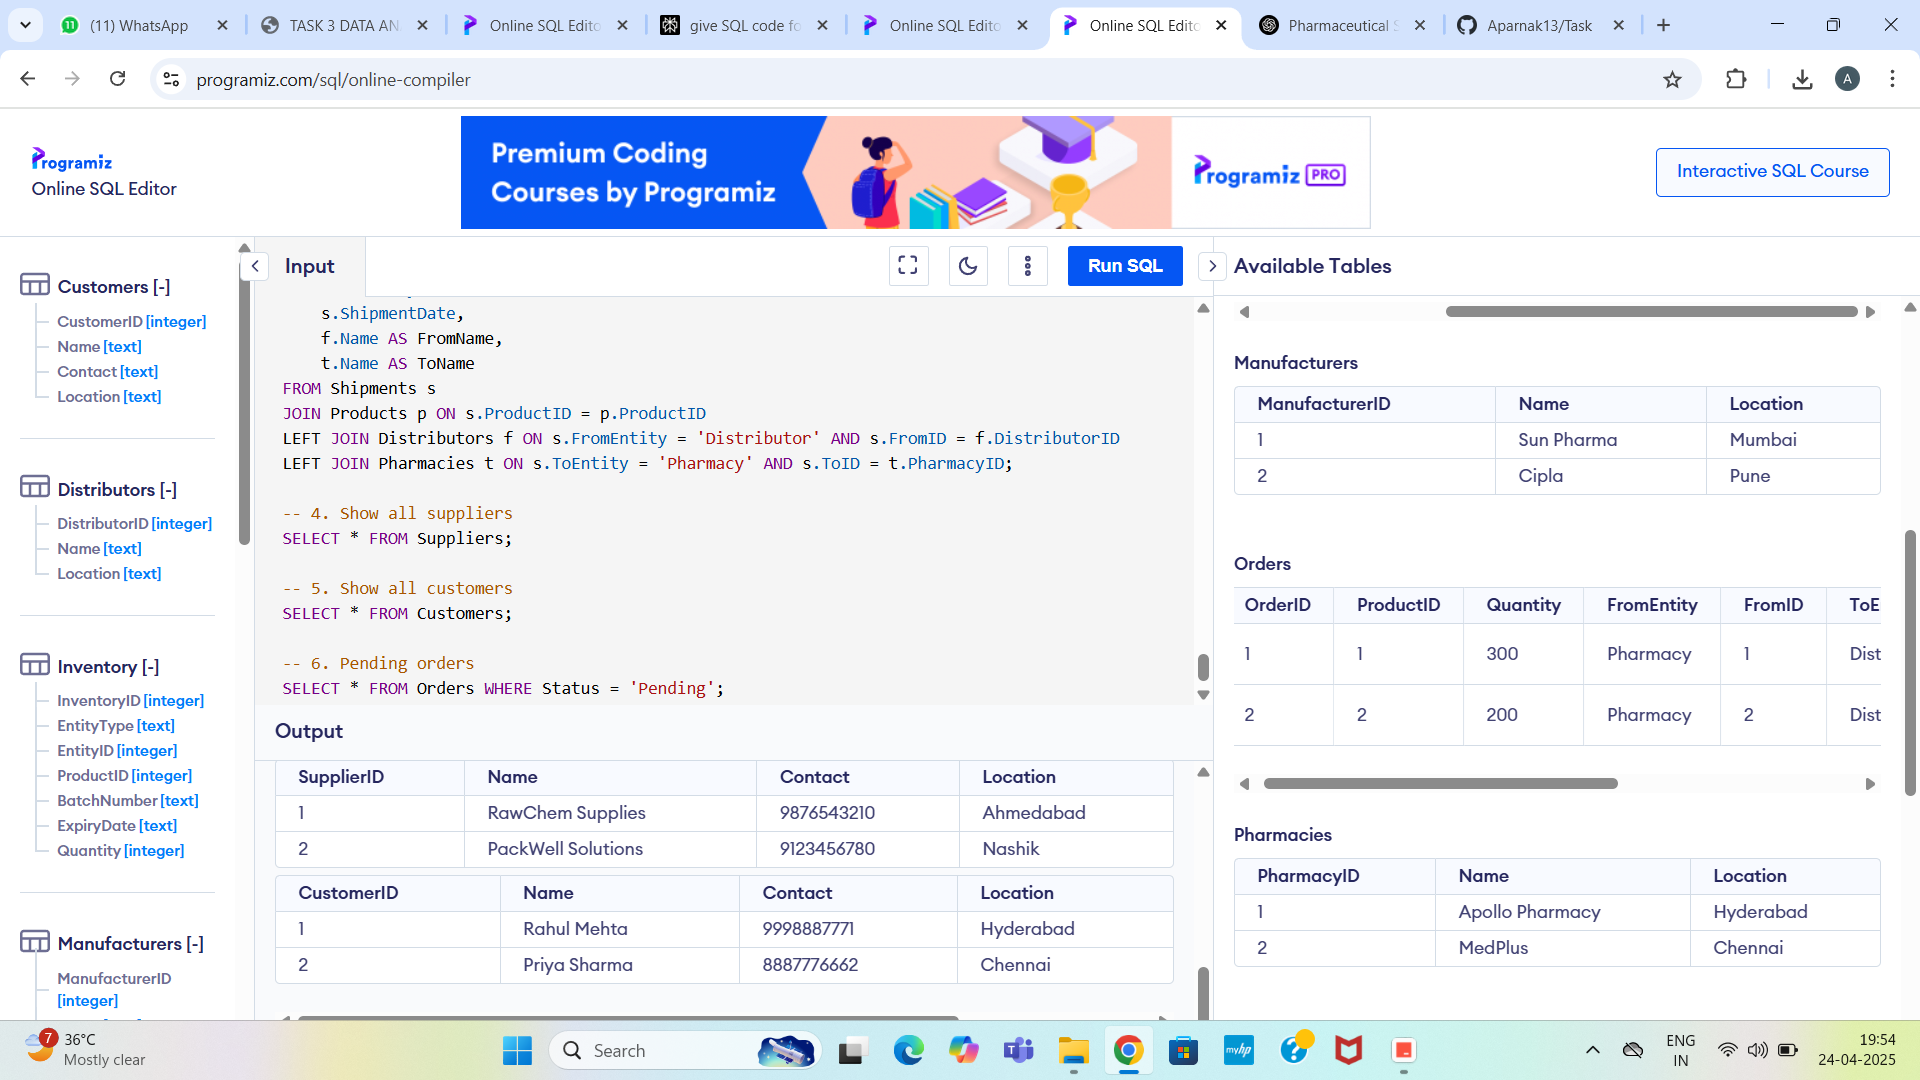 (11) WhatsApp
TASK 3 DATA AN
Online SQL Edito
give SQL code fo
Online SQL Edito
Online SQL Edito
Pharmaceutical S
Aparnak13/Task
programiz.com/sql/online-compiler
A
Programiz
Online SQL Editor
Premium Coding
Courses by Programiz
Programiz PRO
Interactive SQL Course
Customers [-]
CustomerID [integer]
Name [text]
Contact [text]
Location [text]
Distributors [-]
DistributorID [integer]
Name [text]
Location [text]
Inventory [-]
InventoryID [integer]
EntityType [text]
EntityID [integer]
ProductID [integer]
BatchNumber [text]
ExpiryDate [text]
Quantity [integer]
Manufacturers [-]
ManufacturerID
[integer]
Input
Run SQL
s.ShipmentDate,
f.Name AS FromName,
t.Name AS ToName
FROM Shipments s
JOIN Products p ON s.ProductID = p.ProductID
LEFT JOIN Distributors f ON s.FromEntity = 'Distributor' AND s.FromID = f.DistributorID
LEFT JOIN Pharmacies t ON s.ToEntity = 'Pharmacy' AND s.ToID = t.PharmacyID;
-- 4. Show all suppliers
SELECT * FROM Suppliers;
-- 5. Show all customers
SELECT * FROM Customers;
-- 6. Pending orders
SELECT * FROM Orders WHERE Status = 'Pending';
Output
SupplierID Name Contact Location
1 RawChem Supplies 9876543210 Ahmedabad
2 PackWell Solutions 9123456780 Nashik
CustomerID Name Contact Location
1 Rahul Mehta 9998887771 Hyderabad
2 Priya Sharma 8887776662 Chennai
Available Tables
Manufacturers
ManufacturerID Name Location
1 Sun Pharma Mumbai
2 Cipla Pune
Orders
OrderID ProductID Quantity FromEntity FromID ToE
1 1 300 Pharmacy 1 Dist
2 2 200 Pharmacy 2 Dist
Pharmacies
PharmacyID Name Location
1 Apollo Pharmacy Hyderabad
2 MedPlus Chennai
7
36°C
Mostly clear
Search
myhp
ENG
IN
19:54
24-04-2025